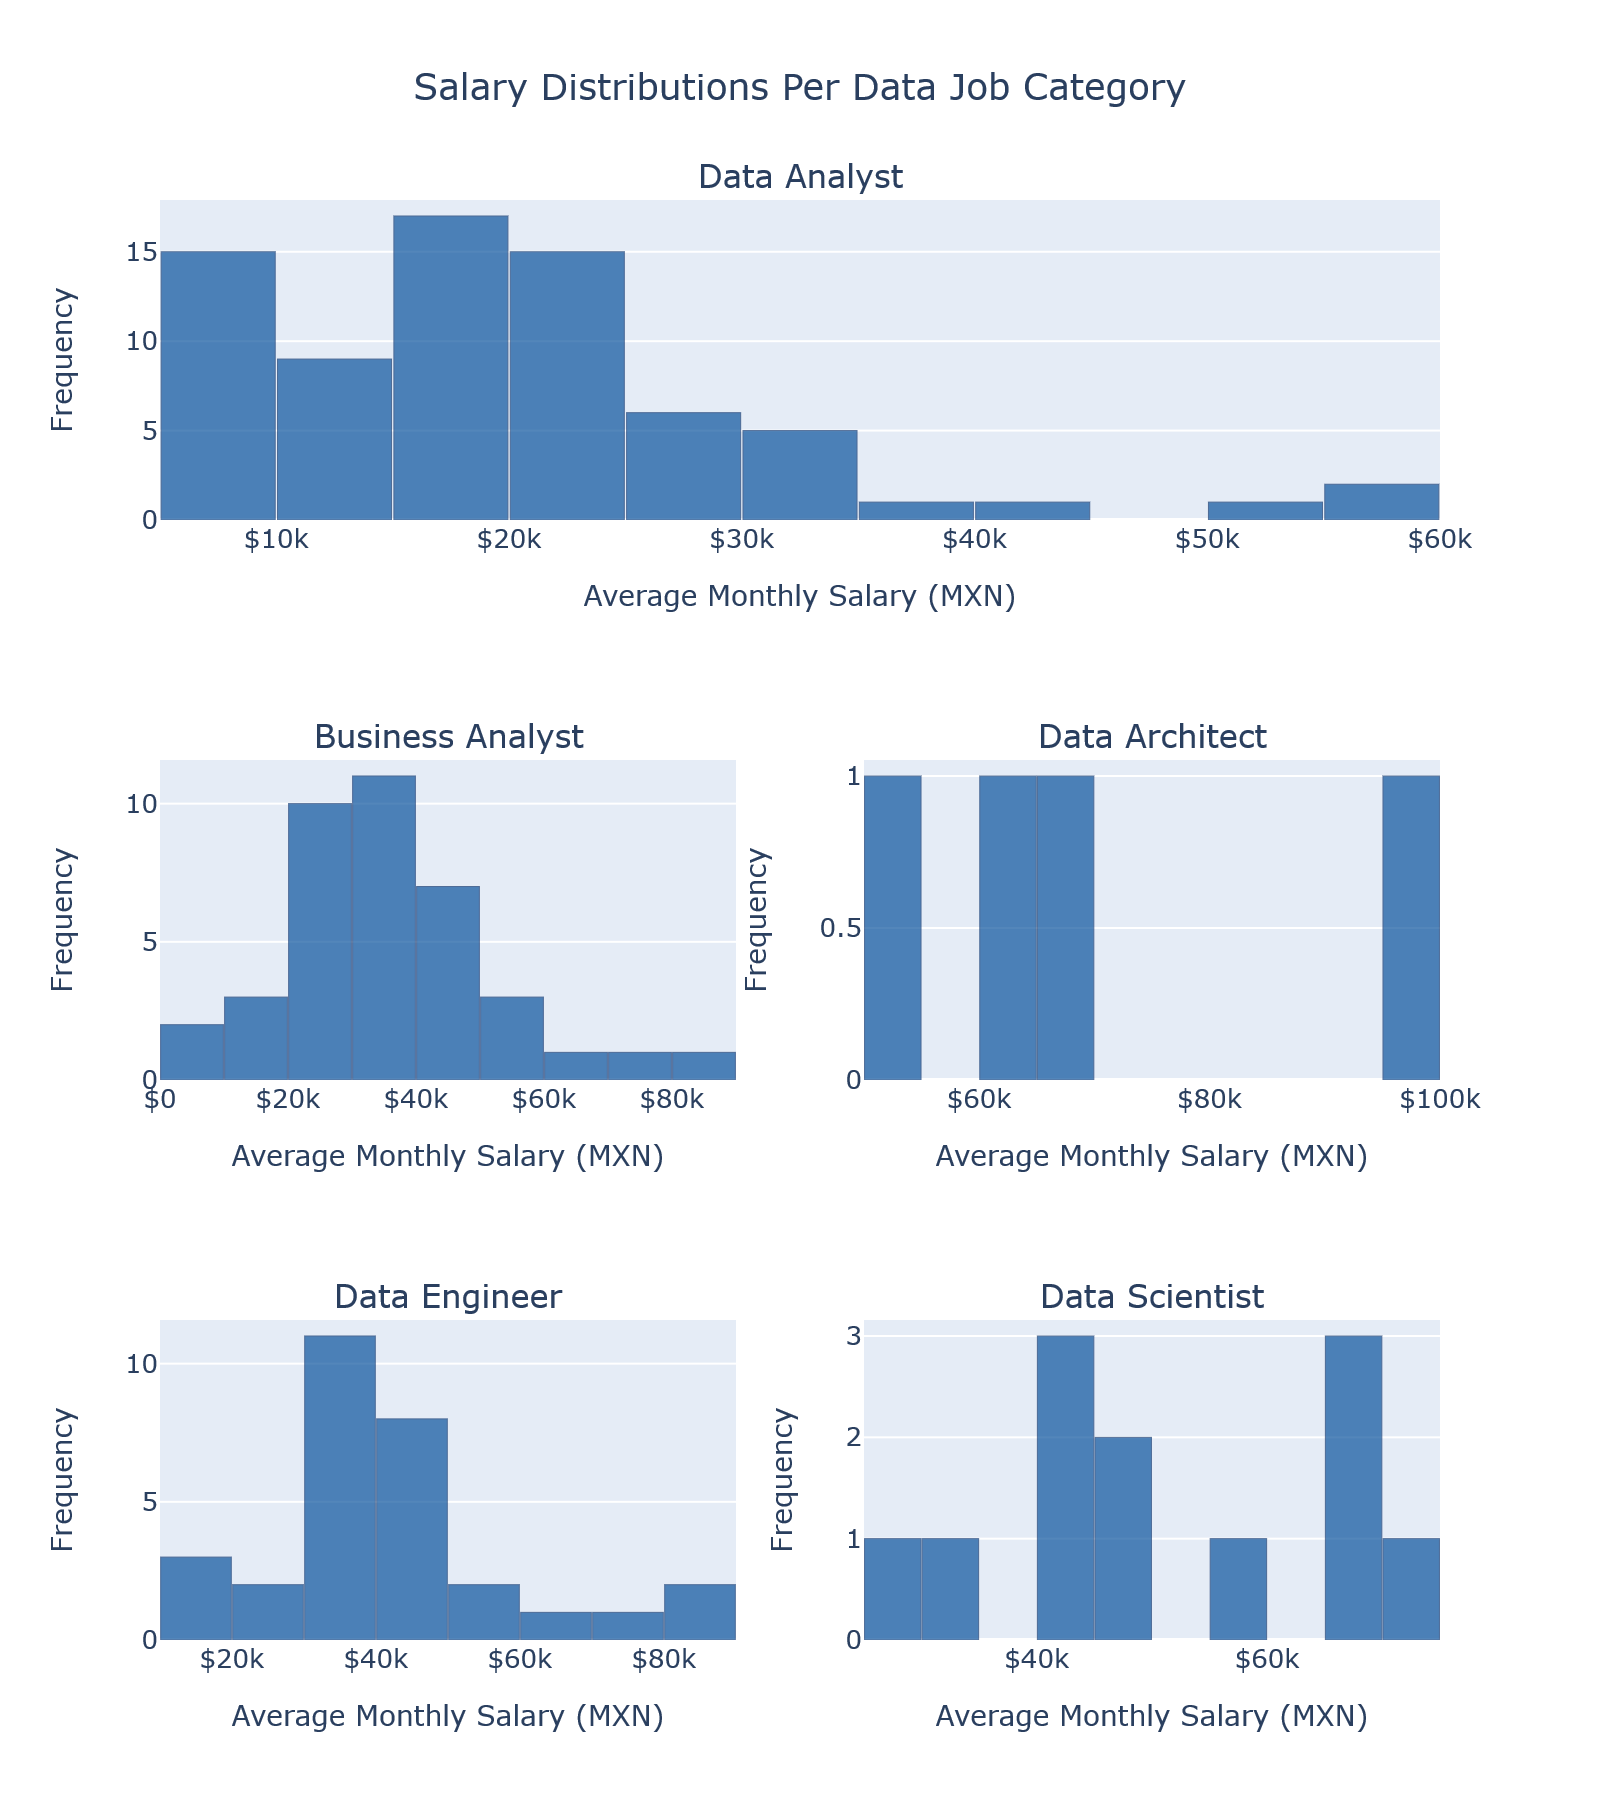 Salary Distributions Per Data Job Category
Data Analyst
Frequency
15
10
5
0
$10k $20k $30k $40k $50k $60k
Average Monthly Salary (MXN)
Business Analyst
Frequency
10
5
0
$0 $20k $40k $60k $80k
Average Monthly Salary (MXN)
Data Architect
Frequency
1
0.5
0
$60k $80k $100k
Average Monthly Salary (MXN)
Data Engineer
Frequency
10
5
0
$20k $40k $60k $80k
Average Monthly Salary (MXN)
Data Scientist
Frequency
3
2
1
0
$40k $60k
Average Monthly Salary (MXN)